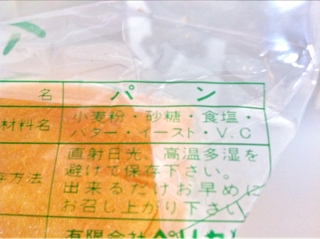 名 パン
材料名 小麦粉・砂糖・食塩・
バター・イースト・V.C
直射日光、高温多湿を
存方法 避けて保存下さい。
出来るだけお早めに
お召し上がり下さい
有限会社